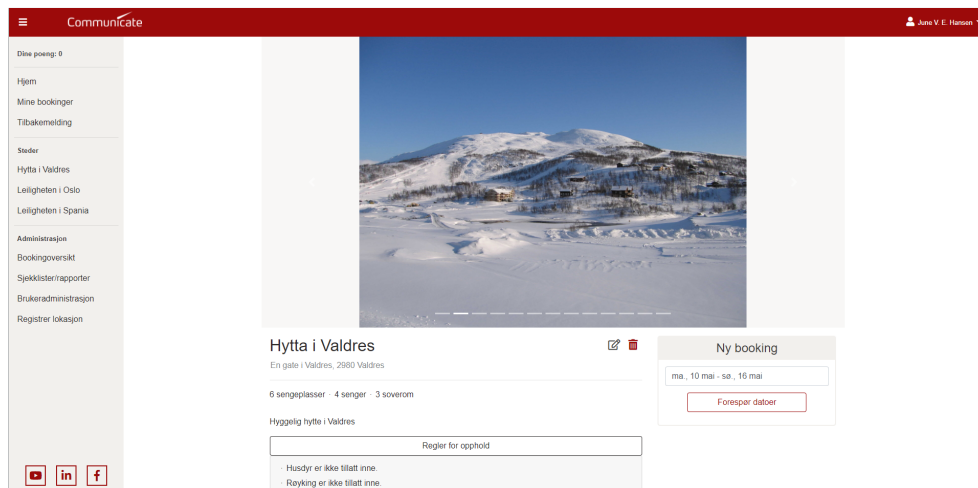 Communicate
June V. E. Hansen
Dine poeng: 0
Hjem
Mine bookinger
Tilbakemelding
Steder
Hytta i Valdres
Leiligheten i Oslo
Leiligheten i Spania
Administrasjon
Bookingoversikt
Sjekklister/rapporter
Brukeradministrasjon
Registrer lokasjon
Hytta i Valdres
En gate i Valdres, 2980 Valdres
6 sengeplasser · 4 senger · 3 soverom
Hyggelig hytte i Valdres
Regler for opphold
· Husdyr er ikke tillatt inne.
· Røyking er ikke tillatt inne.
Ny booking
ma., 10 mai - sø., 16 mai
Forespør datoer
in
f